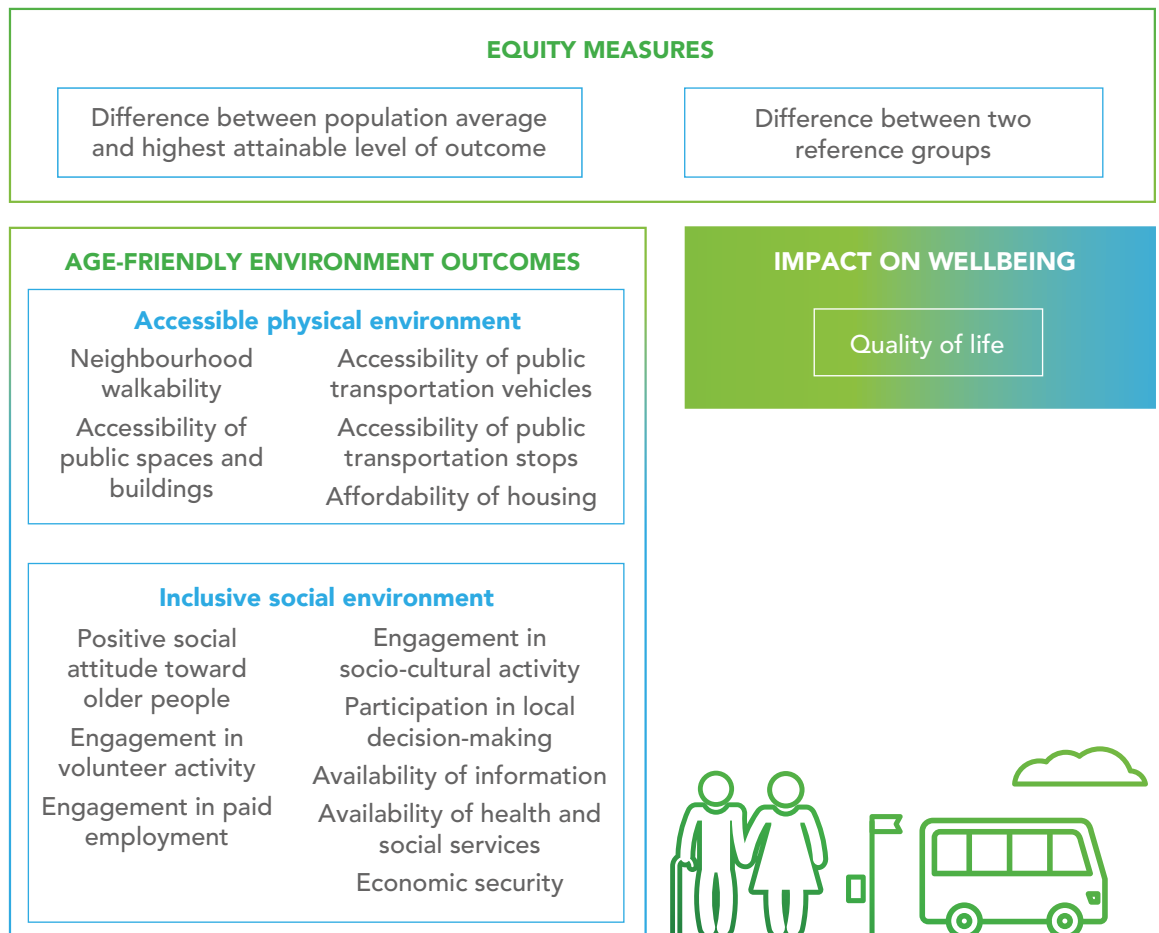 EQUITY MEASURES
Difference between population average
and highest attainable level of outcome
Difference between two
reference groups
AGE-FRIENDLY ENVIRONMENT OUTCOMES
Accessible physical environment
Neighbourhood
walkability
Accessibility of
public spaces and
buildings
Accessibility of public
transportation vehicles
Accessibility of public
transportation stops
Affordability of housing
Inclusive social environment
Positive social
attitude toward
older people
Engagement in
volunteer activity
Engagement in paid
employment
Engagement in
socio-cultural activity
Participation in local
decision-making
Availability of information
Availability of health and
social services
Economic security
IMPACT ON WELLBEING
Quality of life